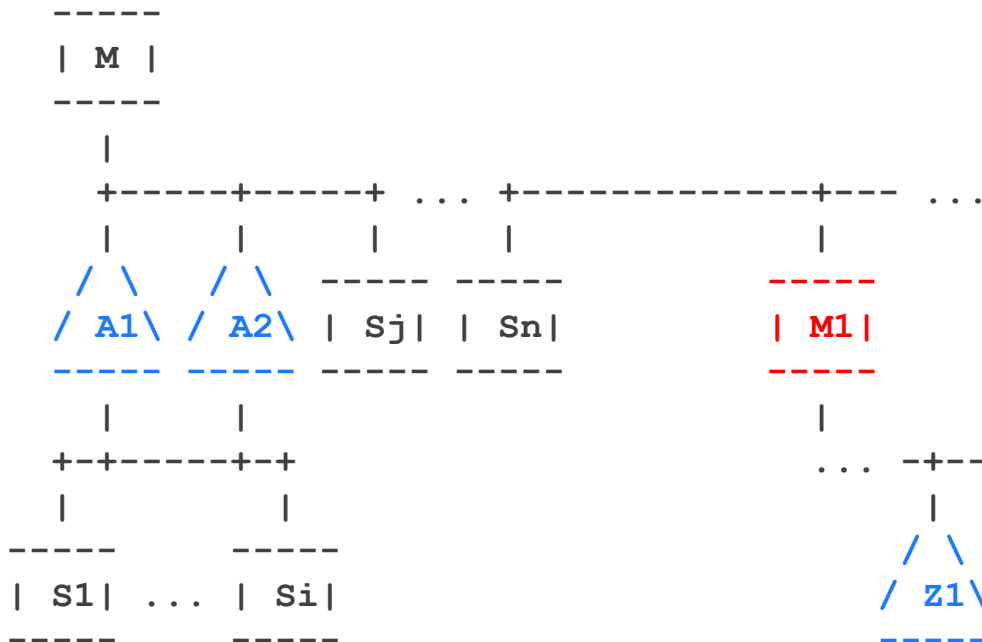 -----
| M |
-----
|
+-----+-----+ ... +-------------+--- ...
| | | | |
/ \ / \ ----- ----- -----
/ A1\ / A2\ | Sj| | Sn| | M1|
----- ----- ----- ----- -----
| | |
+-+-----+-+ ... -+--
| | |
----- ----- / \
| S1| ... | Si| / Z1\
----- ----- -----